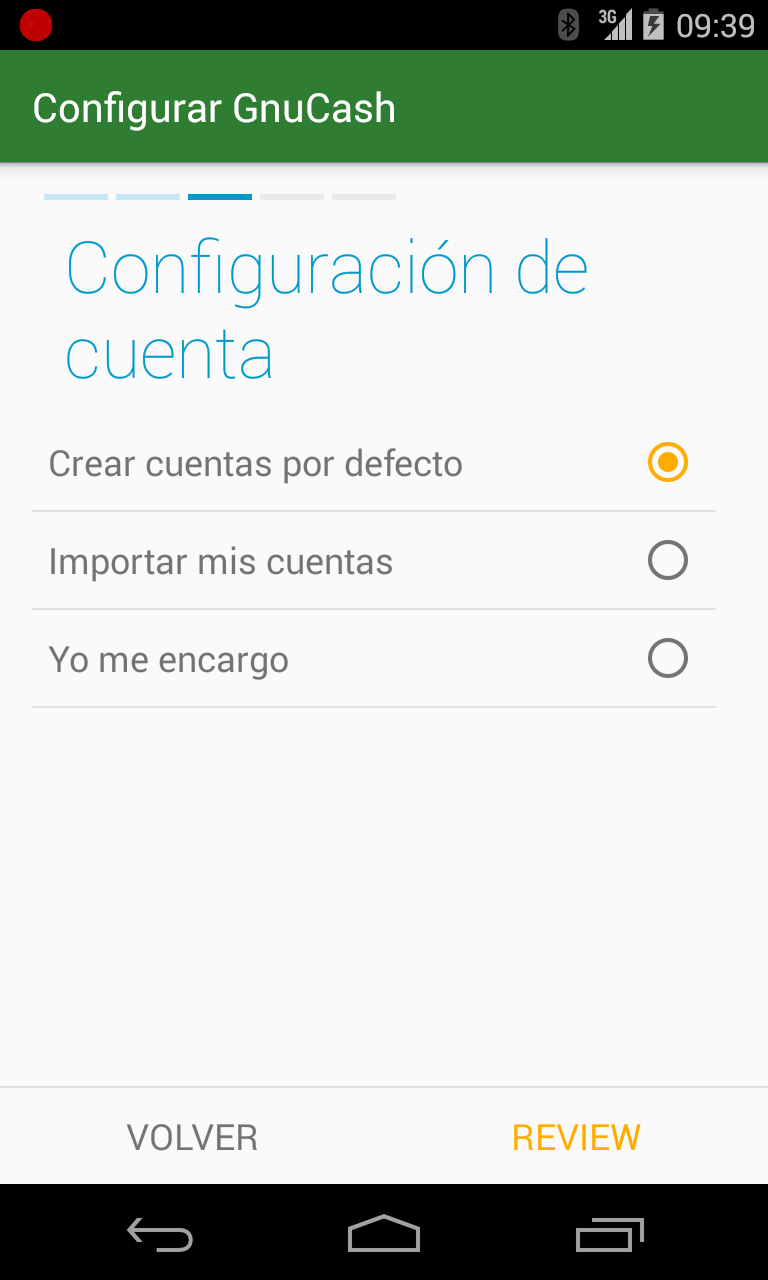 3G 09:39
Configurar GnuCash
Configuración de
cuenta
Crear cuentas por defecto
Importar mis cuentas
Yo me encargo
VOLVER REVIEW